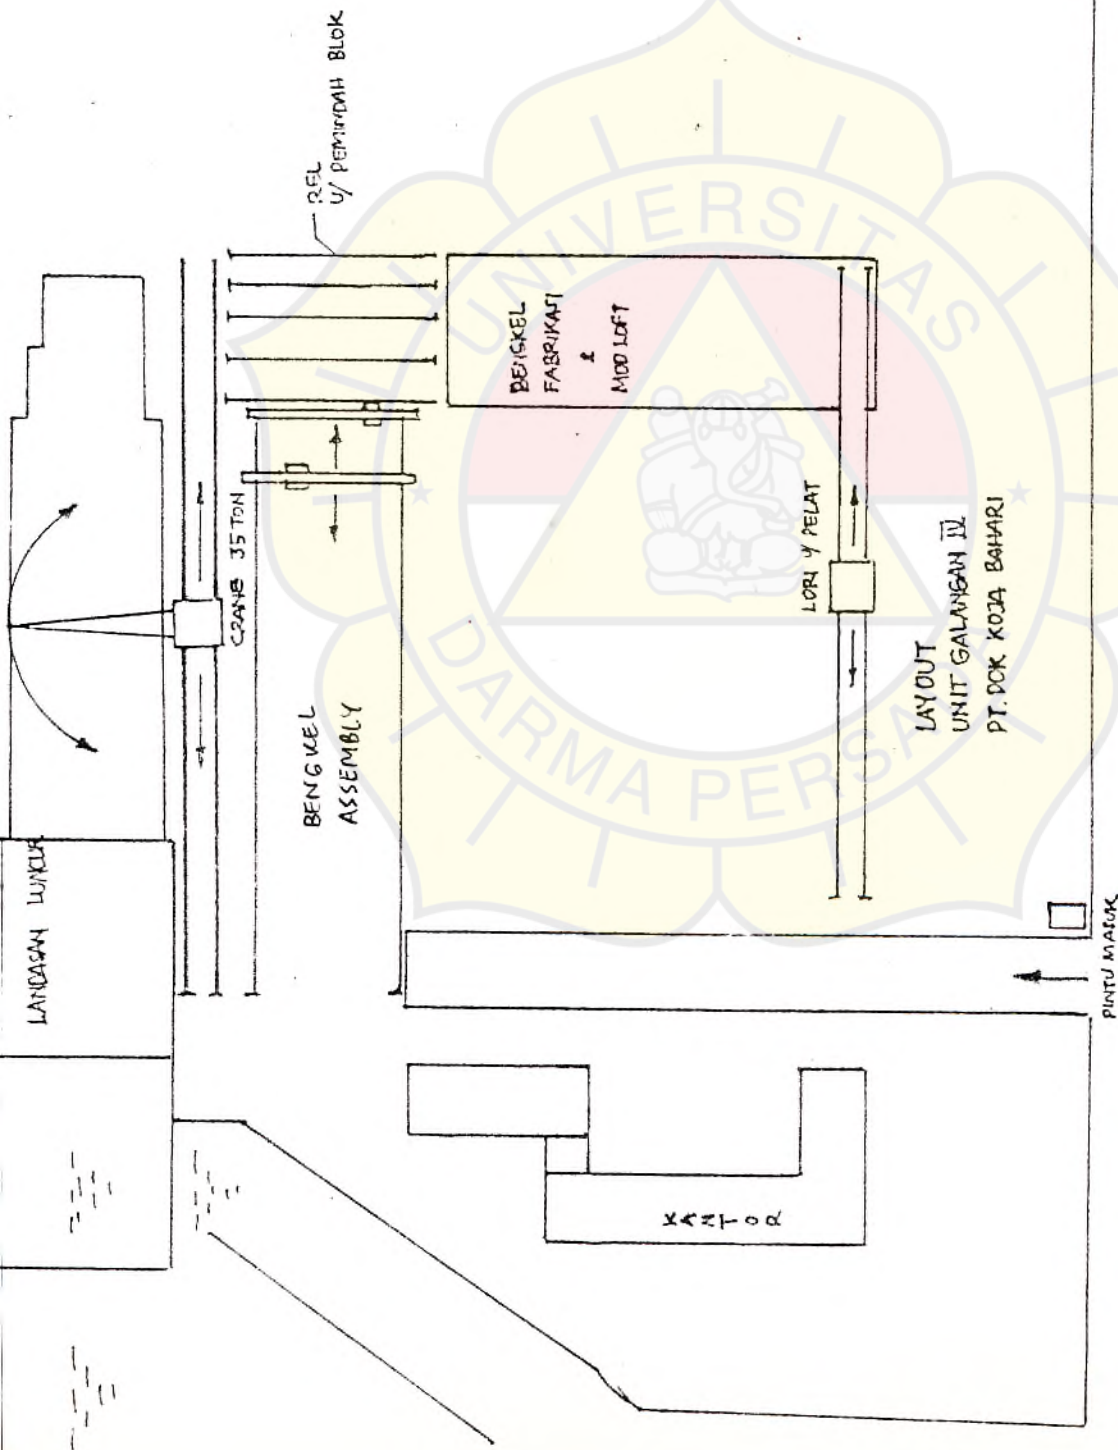 LANDASAN LUNCUR
REL
U/ PEMINDAH BLOK
CRANE 35 TON
BENGKEL
ASSEMBLY
BENGKEL
FABRIKASI
&
MOD LOFT
LORI U/ PELAT
LAYOUT
UNIT GALANGAN IV
PT. DOK KOJA BAHARI
KANTOR
PINTU MASUK
UNIVERSITAS
DARMA PERSADA